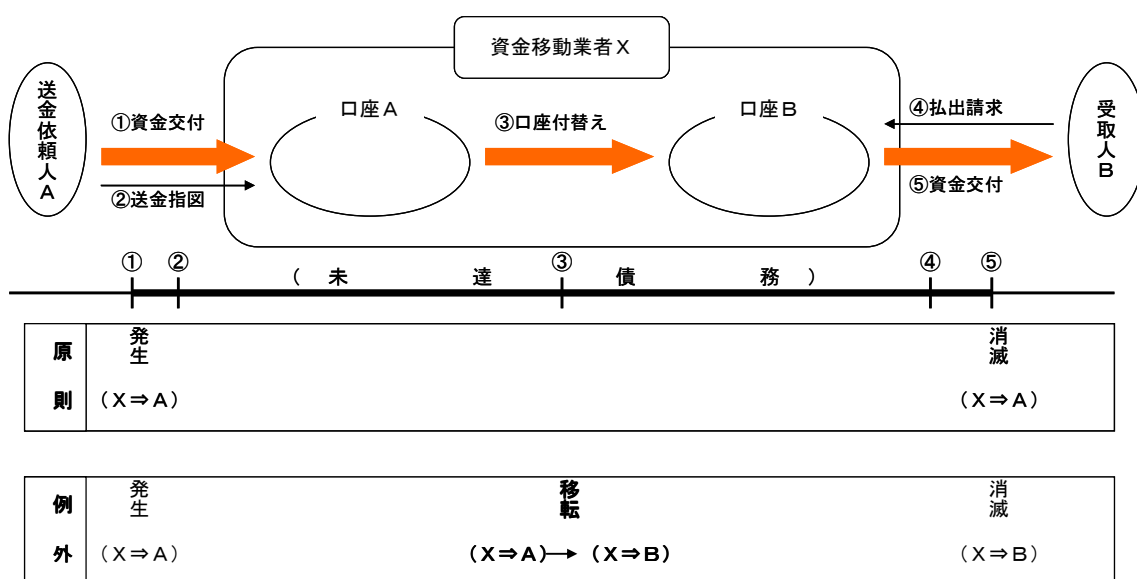 資金移動業者X
送金依頼人A
①資金交付
②送金指図
口座A
③口座付替え
口座B
④払出請求
⑤資金交付
受取人B
① ② (未達債務) ③ ④ ⑤
原則
発生
(X⇒A)
消滅
(X⇒A)
例外
発生
(X⇒A)
移転
(X⇒A)→(X⇒B)
消滅
(X⇒B)